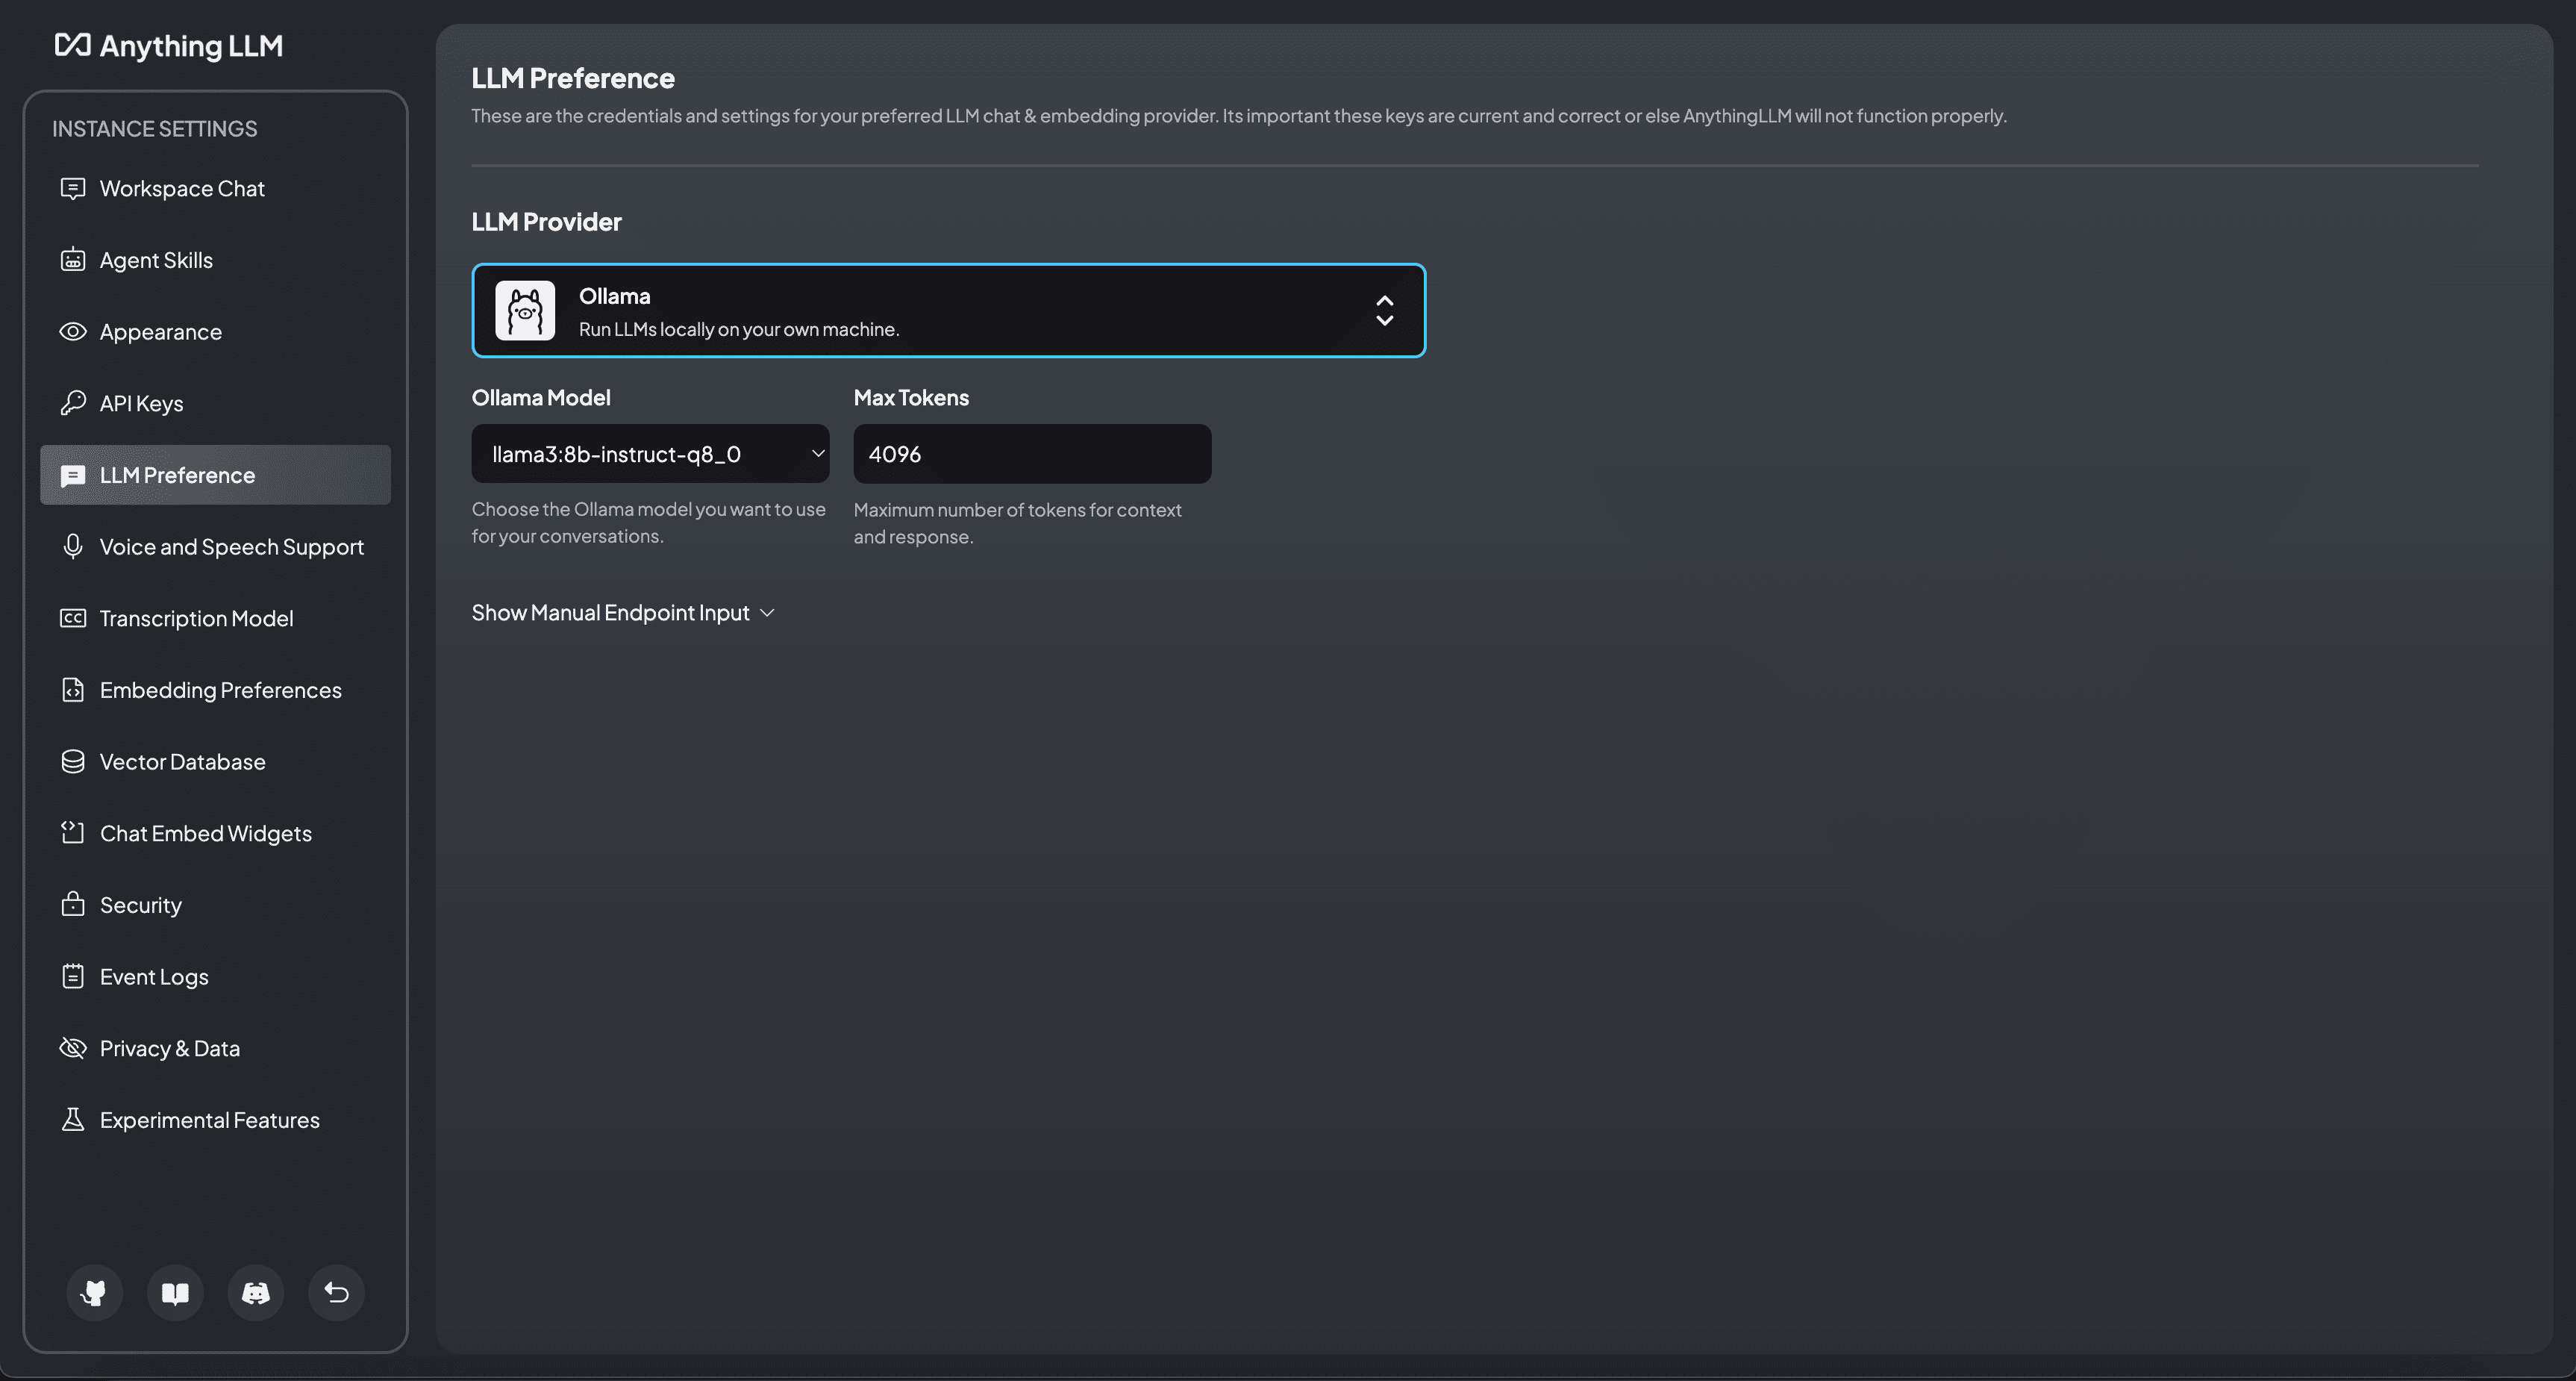 Anything LLM
INSTANCE SETTINGS
Workspace Chat
Agent Skills
Appearance
API Keys
LLM Preference
Voice and Speech Support
Transcription Model
Embedding Preferences
Vector Database
Chat Embed Widgets
Security
Event Logs
Privacy & Data
Experimental Features
LLM Preference
These are the credentials and settings for your preferred LLM chat & embedding provider. Its important these keys are current and correct or else AnythingLLM will not function properly.
LLM Provider
Ollama
Run LLMs locally on your own machine.
Ollama Model
llama3:8b-instruct-q8_0
Choose the Ollama model you want to use
for your conversations.
Max Tokens
4096
Maximum number of tokens for context
and response.
Show Manual Endpoint Input